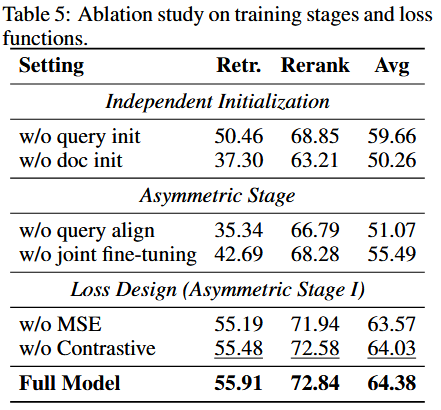 Table 5: Ablation study on training stages and loss
functions.
Setting Retr. Rerank Avg
Independent Initialization
w/o query init 50.46 68.85 59.66
w/o doc init 37.30 63.21 50.26
Asymmetric Stage
w/o query align 35.34 66.79 51.07
w/o joint fine-tuning 42.69 68.28 55.49
Loss Design (Asymmetric Stage I)
w/o MSE 55.19 71.94 63.57
w/o Contrastive 55.48 72.58 64.03
Full Model 55.91 72.84 64.38